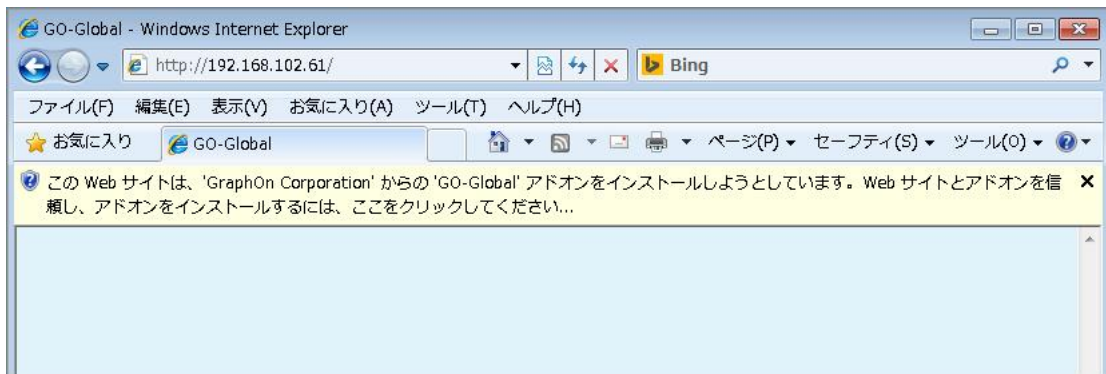 GO-Global - Windows Internet Explorer
http://192.168.102.61/ Bing
ファイル(F) 編集(E) 表示(V) お気に入り(A) ツール(T) ヘルプ(H)
お気に入り GO-Global ページ(P) セーフティ(S) ツール(O)
この Web サイトは、'GraphOn Corporation' からの 'GO-Global' アドオンをインストールしようとしています。Web サイトとアドオンを信
頼し、アドオンをインストールするには、ここをクリックしてください...